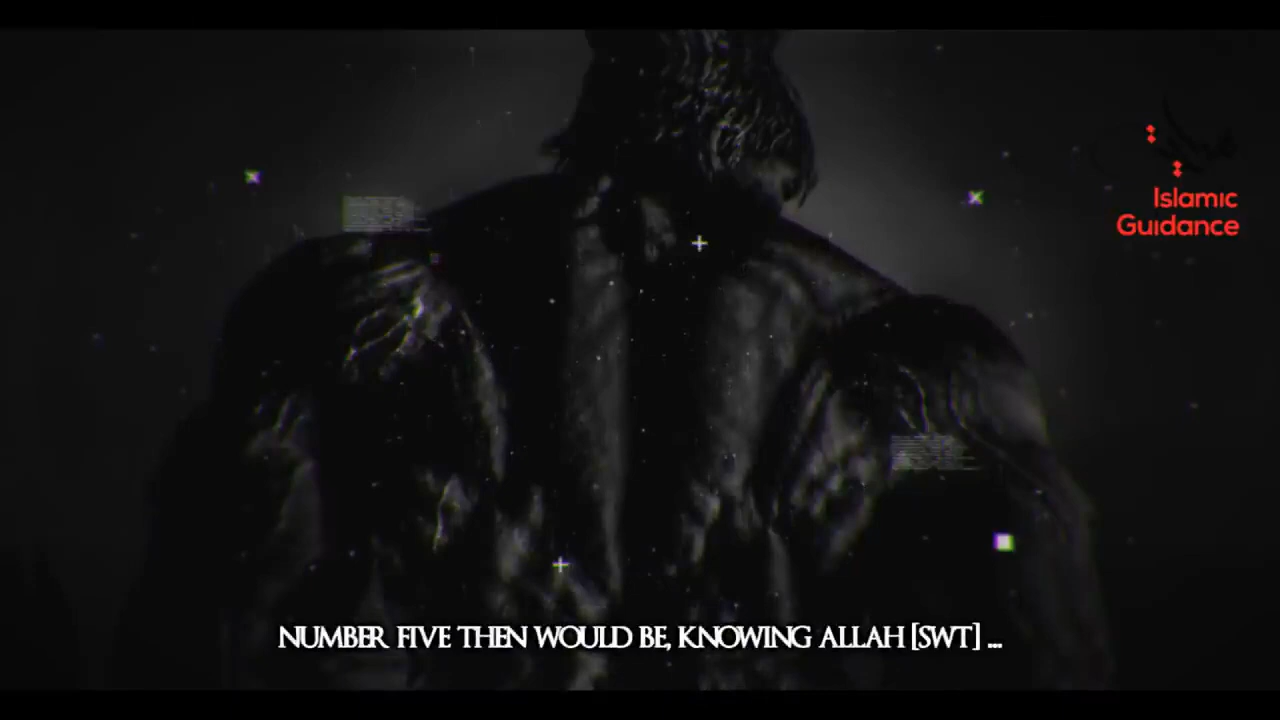 Islamic
Guidance
NUMBER FIVE THEN WOULD BE, KNOWING ALLAH [SWT] ...